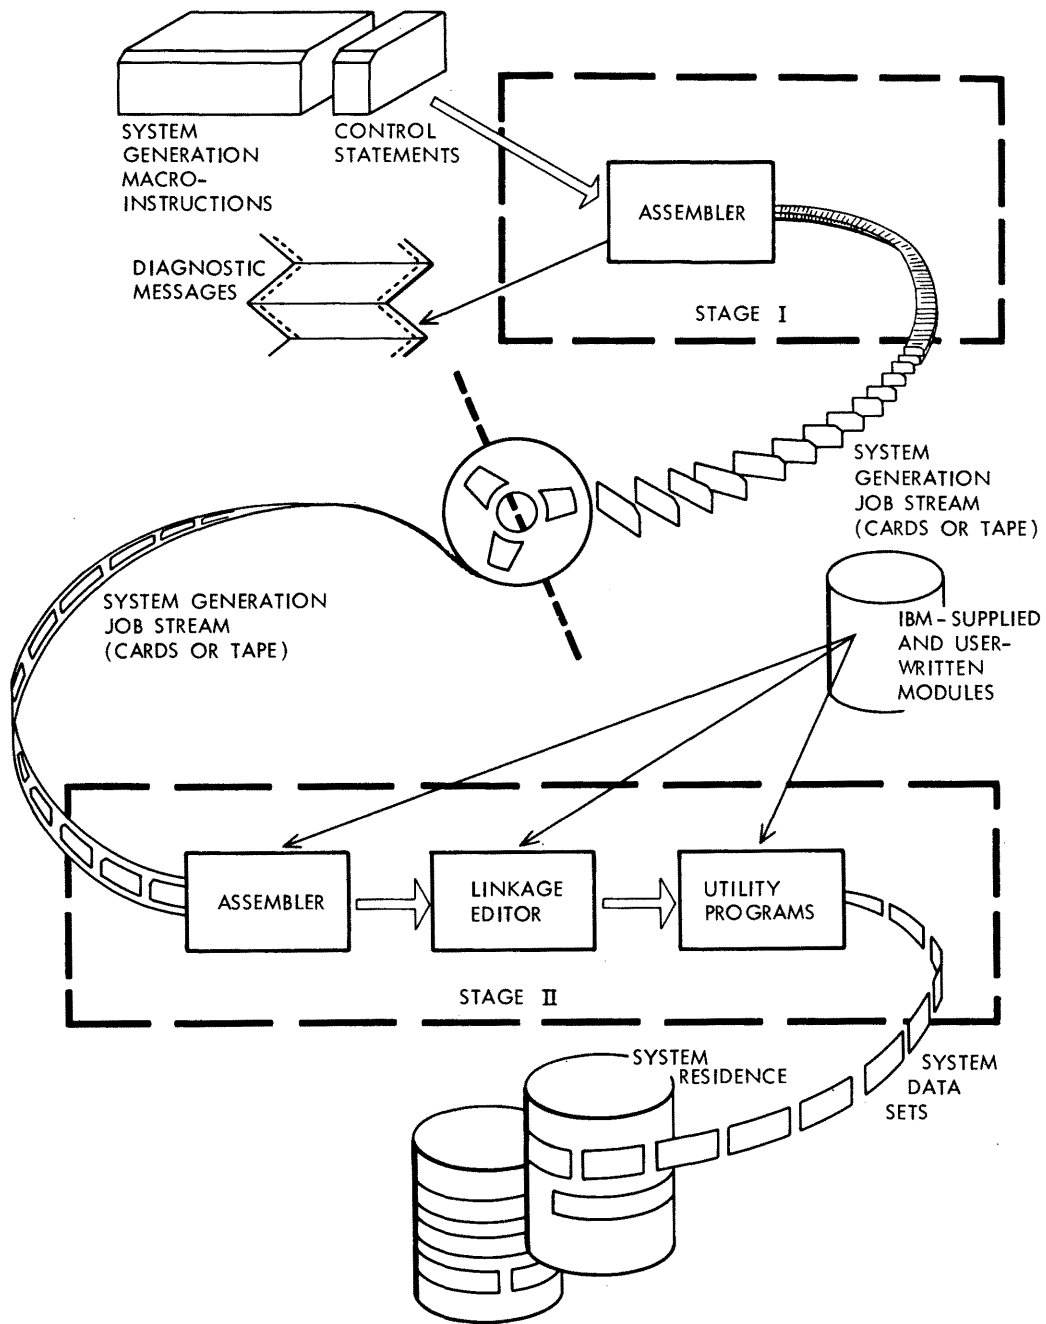 SYSTEM
GENERATION
MACRO-
INSTRUCTIONS
CONTROL
STATEMENTS
ASSEMBLER
STAGE I
DIAGNOSTIC
MESSAGES
SYSTEM
GENERATION
JOB STREAM
(CARDS OR TAPE)
SYSTEM GENERATION
JOB STREAM
(CARDS OR TAPE)
IBM-SUPPLIED
AND USER-
WRITTEN
MODULES
ASSEMBLER
LINKAGE
EDITOR
UTILITY
PROGRAMS
STAGE II
SYSTEM
RESIDENCE
SYSTEM
DATA
SETS